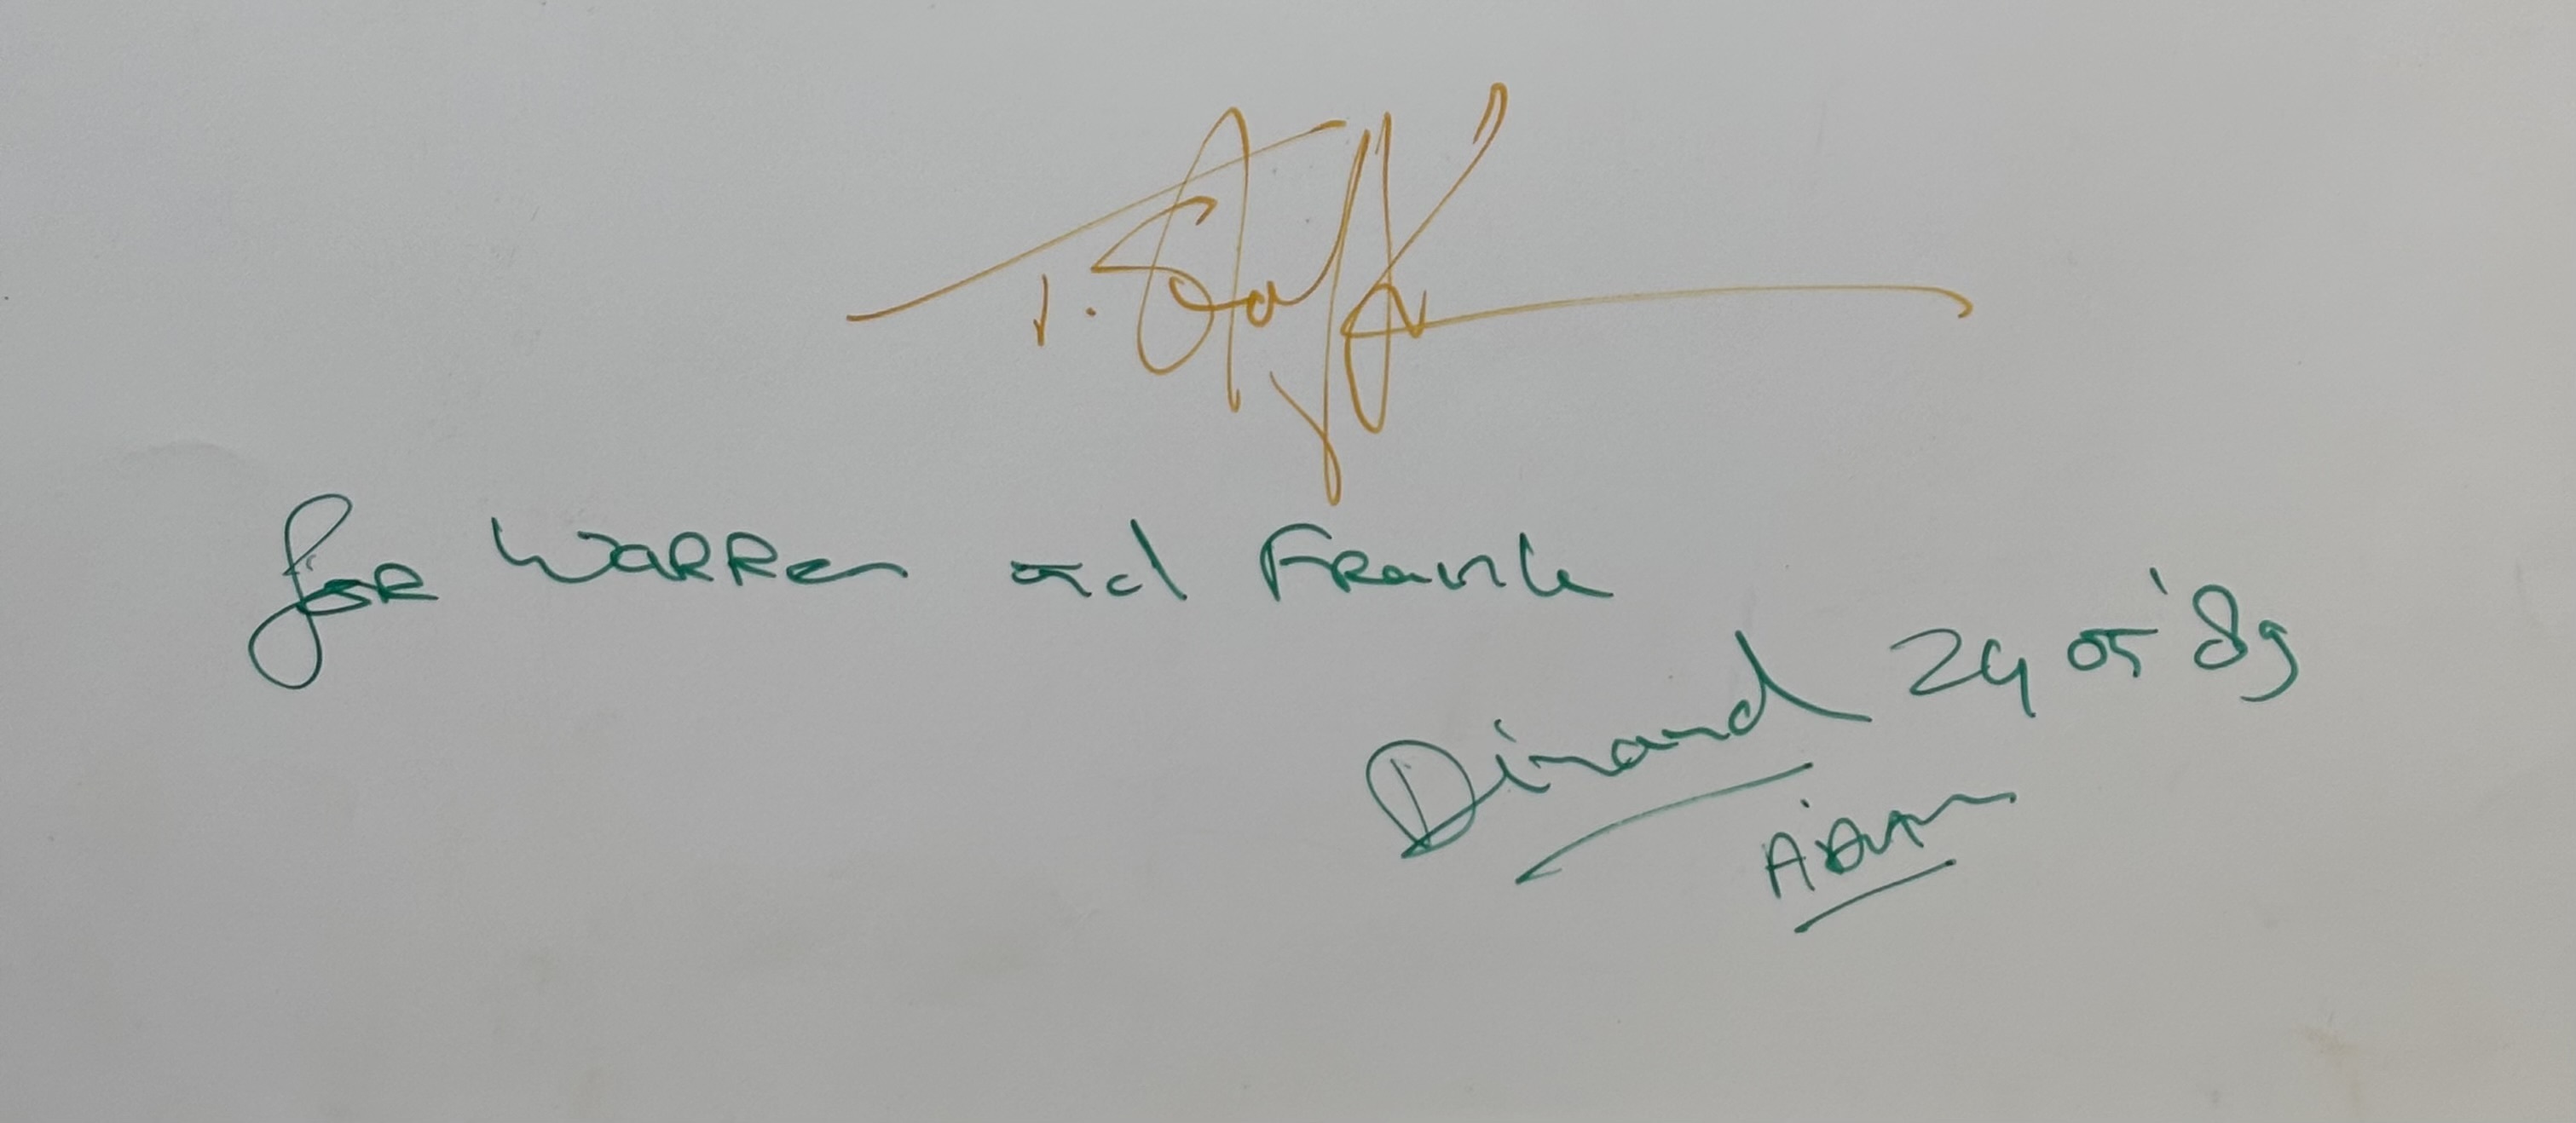 for Warren and Frank
Dinand 24 05 '89